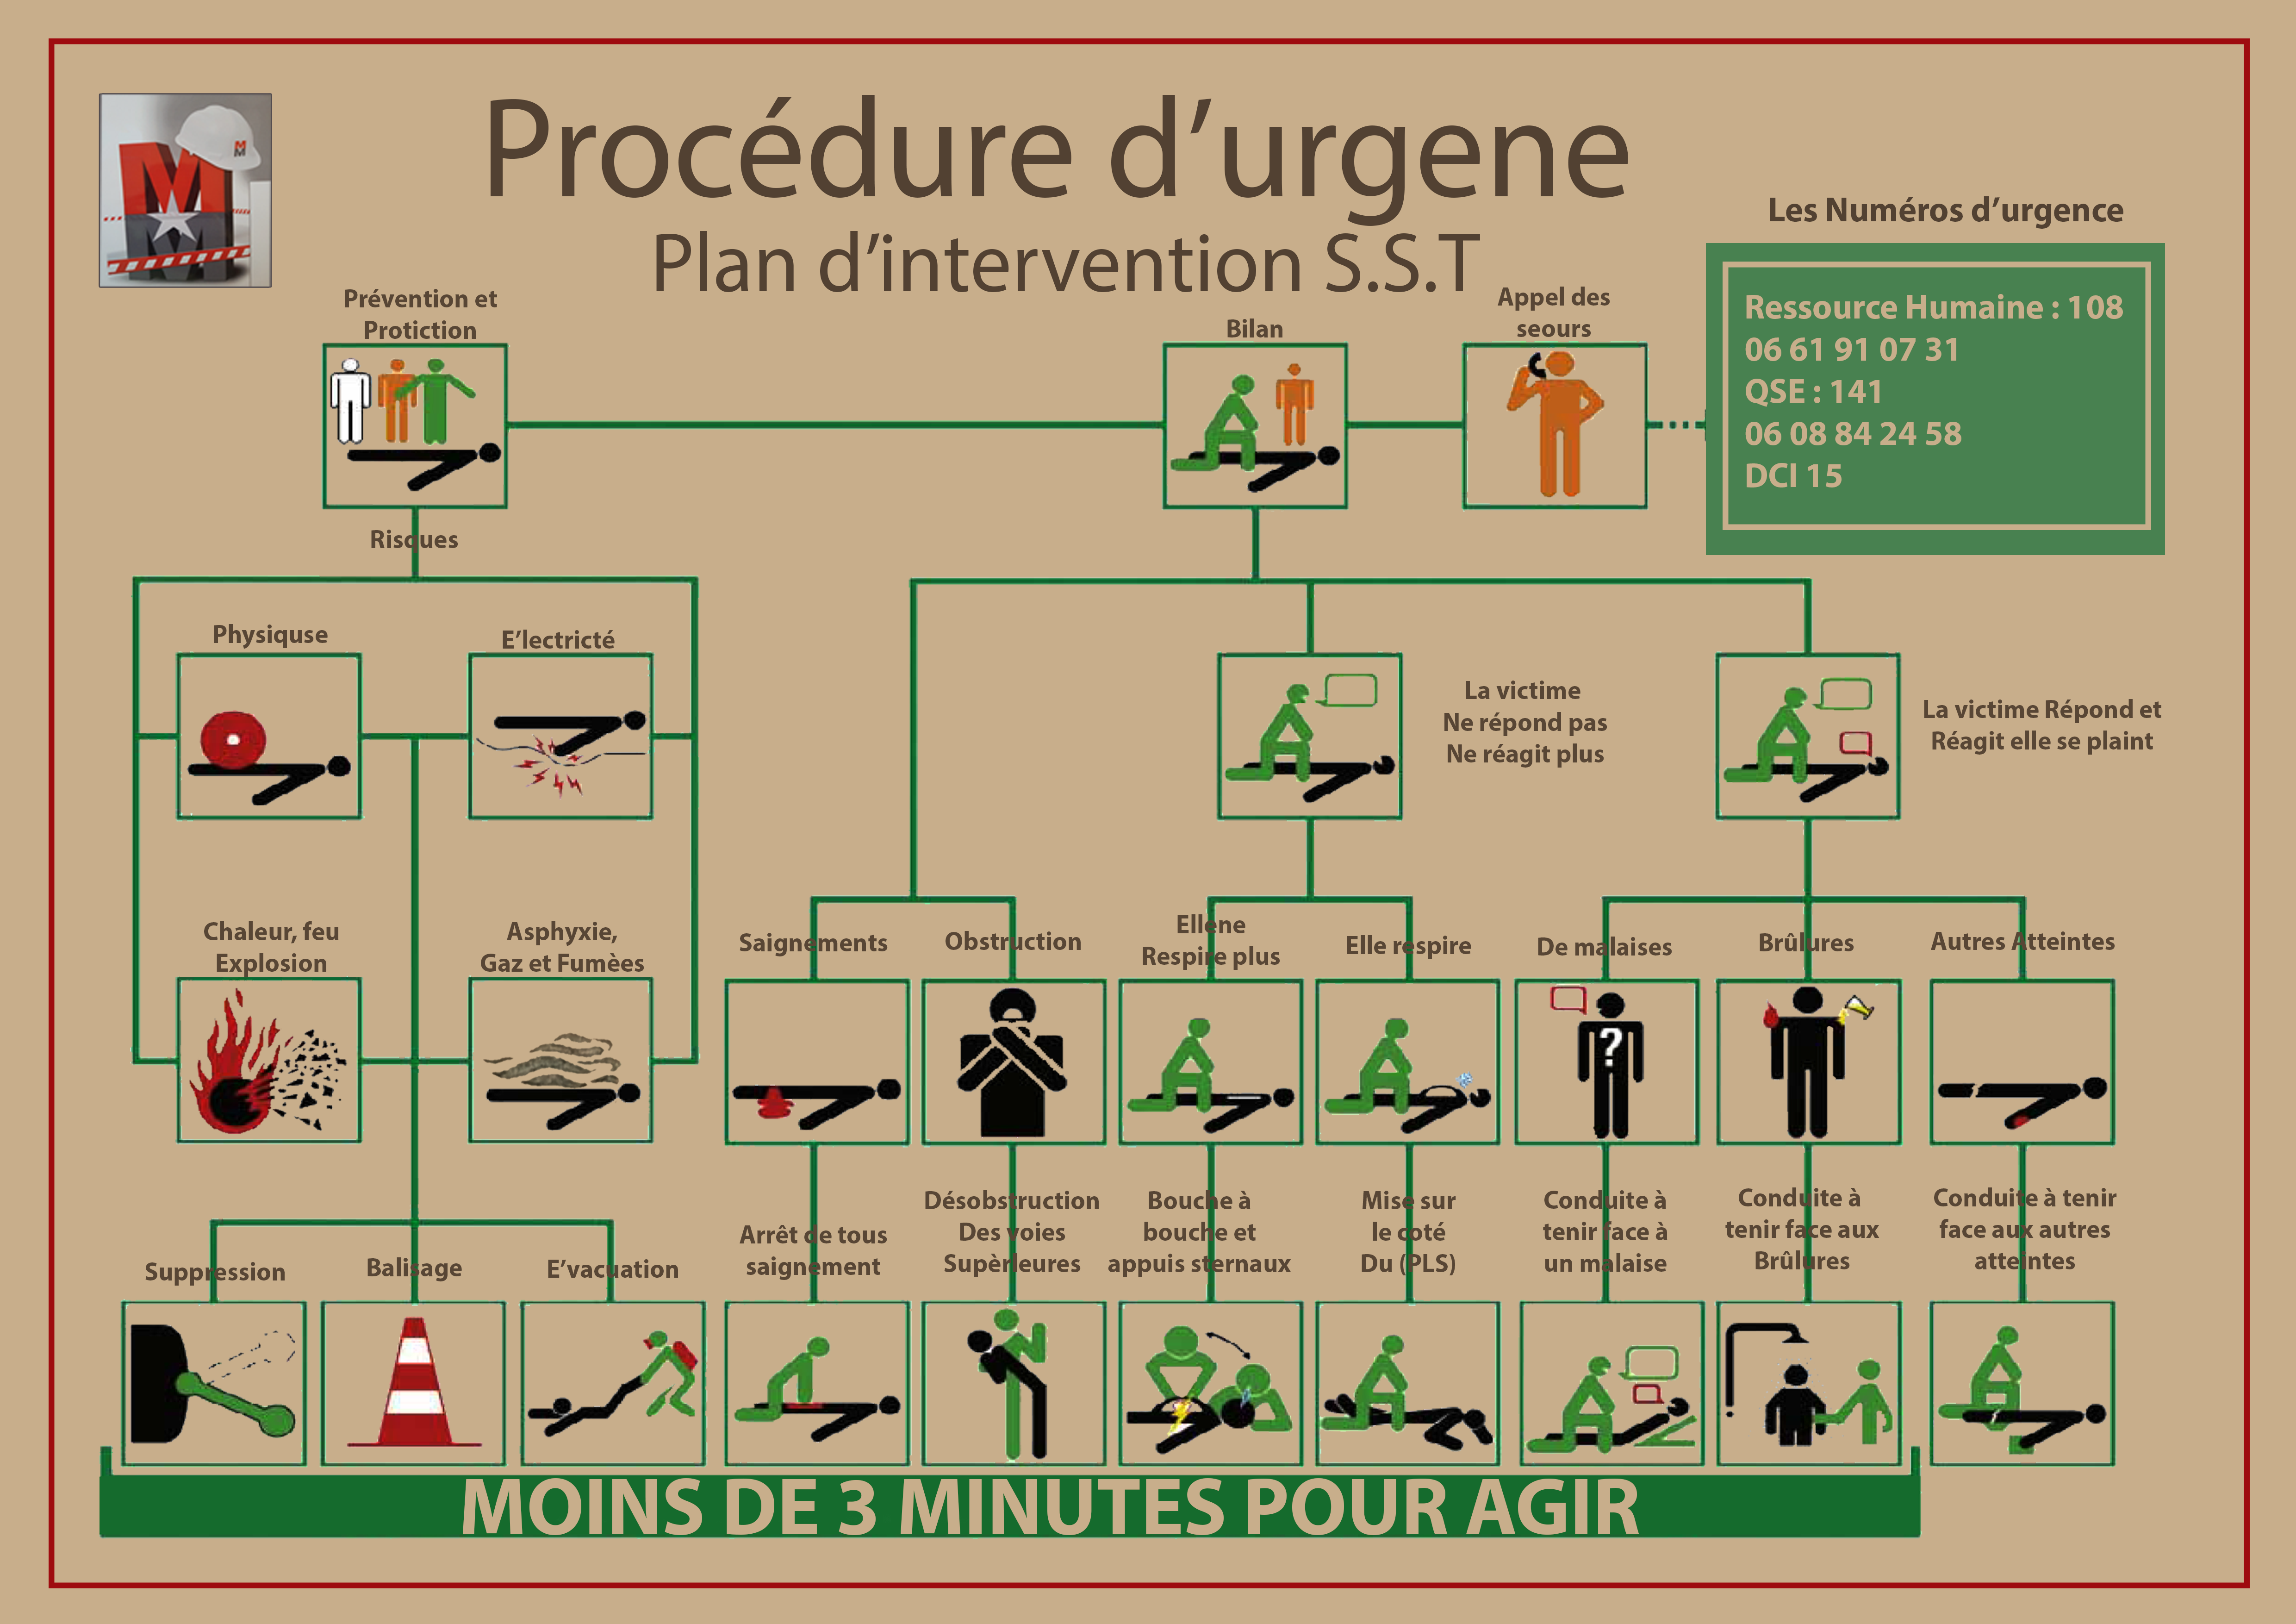 Procédure d'urgene
Plan d'intervention S.S.T
Les Numéros d'urgence
Ressource Humaine : 108
06 61 91 07 31
QSE : 141
06 08 84 24 58
DCI 15
Prévention et
Protiction
Bilan
Appel des
seours
Risques
Physiquse
E'lectricté
La victime
Ne répond pas
Ne réagit plus
La victime Répond et
Réagit elle se plaint
Chaleur, feu
Explosion
Asphyxie,
Gaz et Fumèes
Saignements
Obstruction
Ellene
Respire plus
Elle respire
De malaises
Brûlures
Autres Atteintes
Suppression
Balisage
E'vacuation
Arrêt de tous
saignement
Désobstruction
Des voies
Supèrieures
Bouche à
bouche et
appuis sternaux
Mise sur
le coté
Du (PLS)
Conduite à
tenir face à
un malaise
Conduite à
tenir face aux
Brûlures
Conduite à tenir
face aux autres
atteintes
?
MOINS DE 3 MINUTES POUR AGIR